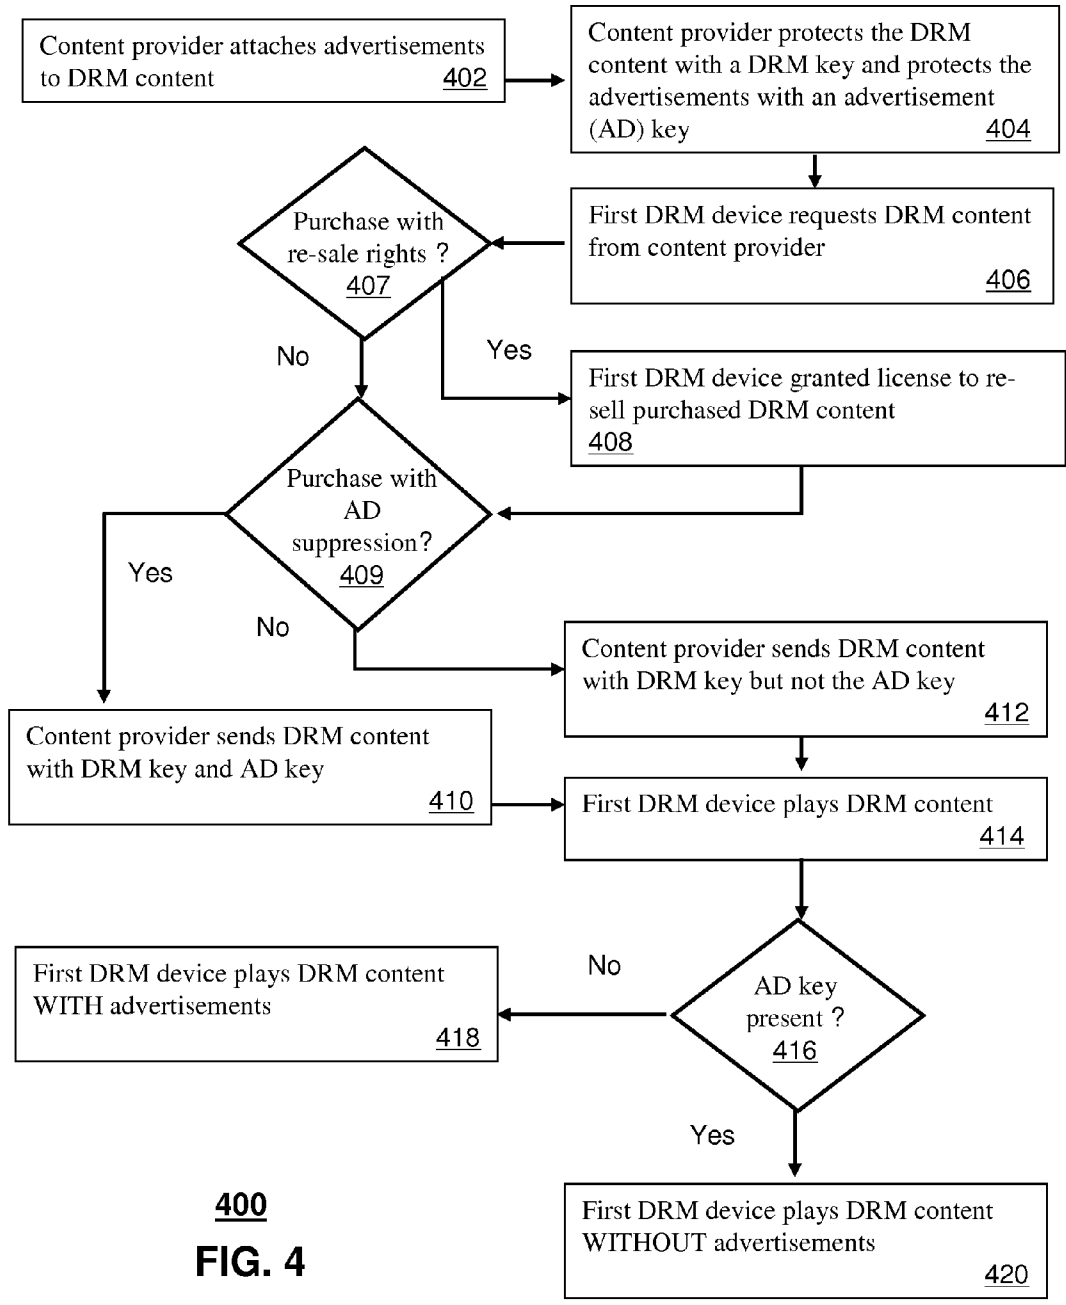 Content provider attaches advertisements
to DRM content 402
Content provider protects the DRM
content with a DRM key and protects the
advertisements with an advertisement
(AD) key 404
First DRM device requests DRM content
from content provider
406
Purchase with
re-sale rights ?
407
No
Yes
First DRM device granted license to re-
sell purchased DRM content
408
Purchase with
AD
suppression?
409
Yes
No
Content provider sends DRM content
with DRM key but not the AD key
412
Content provider sends DRM content
with DRM key and AD key
410
First DRM device plays DRM content
414
AD key
present ?
416
No
First DRM device plays DRM content
WITH advertisements
418
Yes
First DRM device plays DRM content
WITHOUT advertisements
420
400
FIG. 4